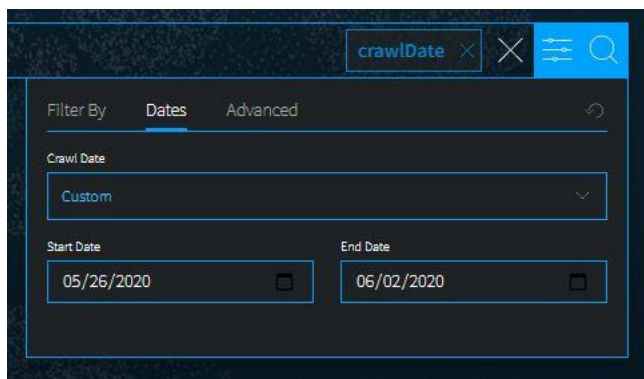 crawlDate
Filter By Dates Advanced
Crawl Date
Custom
Start Date End Date
05/26/2020 06/02/2020